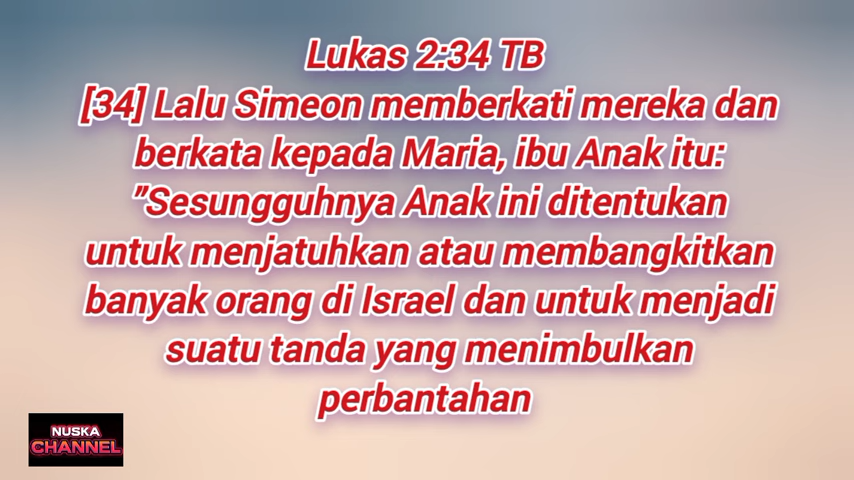 Lukas 2:34 TB
[34] Lalu Simeon memberkati mereka dan
berkata kepada Maria, ibu Anak itu:
”Sesungguhnya Anak ini ditentukan
untuk menjatuhkan atau membangkitkan
banyak orang di Israel dan untuk menjadi
suatu tanda yang menimbulkan
perbantahan
NUSKA
CHANNEL